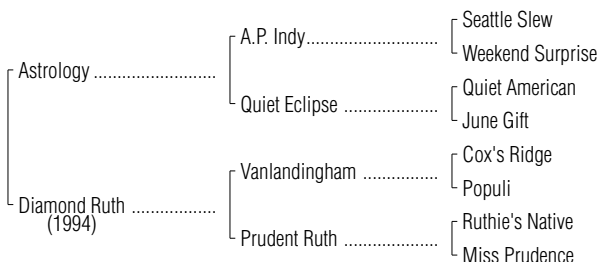 Seattle Slew
A.P. Indy..............................
Weekend Surprise
Astrology ............................
Quiet American
Quiet Eclipse .....................
June Gift
Cox's Ridge
Vanlandingham .................
Populi
Diamond Ruth ...................
(1994)
Ruthie's Native
Prudent Ruth .....................
Miss Prudence